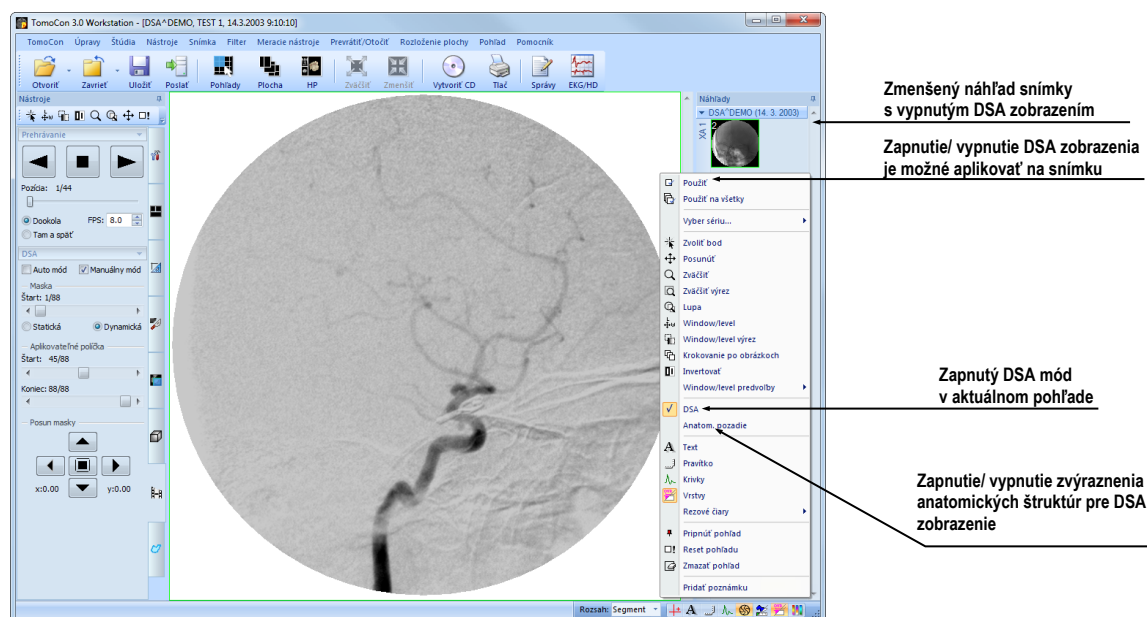 TomoCon 3.0 Workstation - [DSA^DEMO, TEST 1, 14.3.2003 9:10:10]
TomoCon Úpravy Štúdia Nástroje Snímka Filter Meracie nástroje Prevrátiť/Otočiť Rozloženie plochy Pohľad Pomocník
Otvoriť Zavrieť Uložiť Poslať Pohľady Plocha HP Zväčšiť Zmenšiť Vytvoriť CD Tlač Správy EKG/HD
Nástroje
Prehrávanie
Pozícia: 1/44
Dookola FPS: 8.0
Tam a späť
DSA
Auto mód Manuálny mód
Maska
Štart: 1/88
Statická Dynamická
Aplikovateľné políčka
Štart: 45/88
Koniec: 88/88
Posun masky
x:0.00 y:0.00
Náhľady
DSA^DEMO (14. 3. 2003)
XA 1
2
Použiť
Použiť na všetky
Vyber sériu...
Zvoliť bod
Posunúť
Zväčšiť
Zväčšiť výrez
Lupa
Window/level
Window/level výrez
Krokovanie po obrázkoch
Invertovať
Window/level predvoľby
DSA
Anatom. pozadie
Text
Pravítko
Krivky
Vrstvy
Rezové čiary
Pripnúť pohľad
Reset pohľadu
Zmazať pohľad
Pridať poznámku
Rozsah: Segment
Zmenšený náhľad snímky
s vypnutým DSA zobrazením
Zapnutie/ vypnutie DSA zobrazenia
je možné aplikovať na snímku
Zapnutý DSA mód
v aktuálnom pohľade
Zapnutie/ vypnutie zvýraznenia
anatomických štruktúr pre DSA
zobrazenie